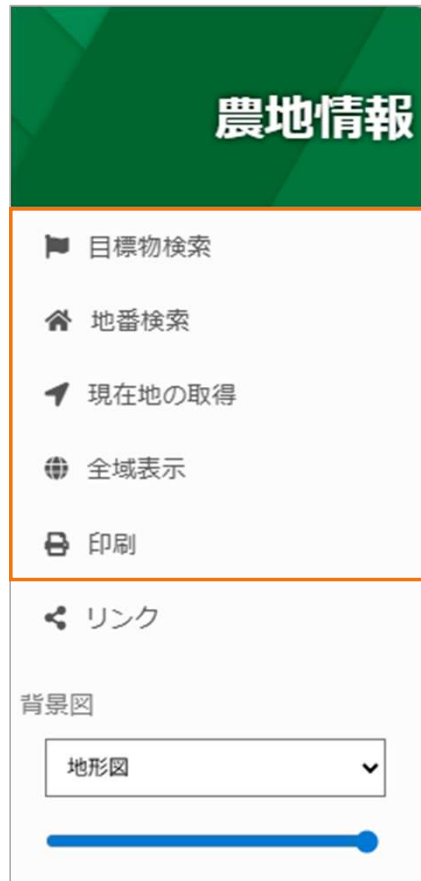 農地情報
目標物検索
地番検索
現在地の取得
全域表示
印刷
リンク
背景図
地形図